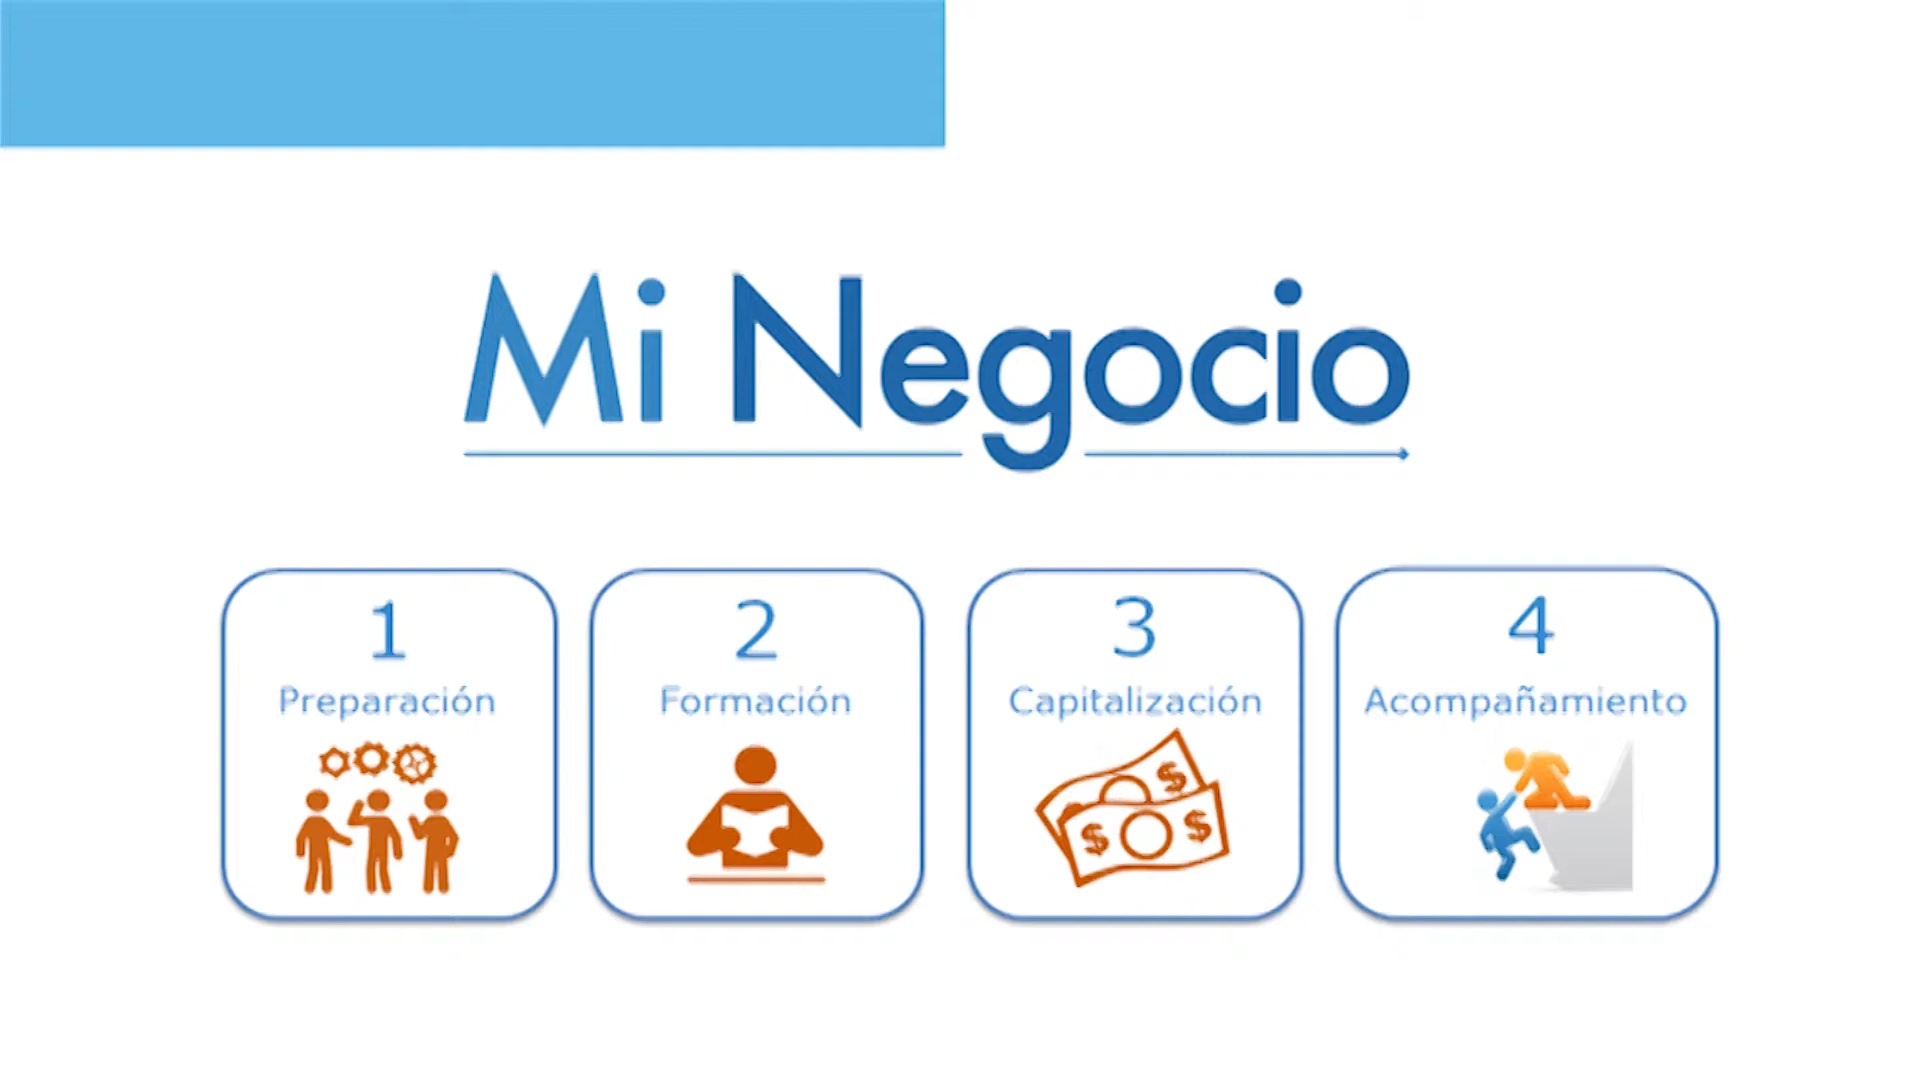 Mi Negocio
1
Preparación
2
Formación
3
Capitalización
$ $ $
4
Acompañamiento